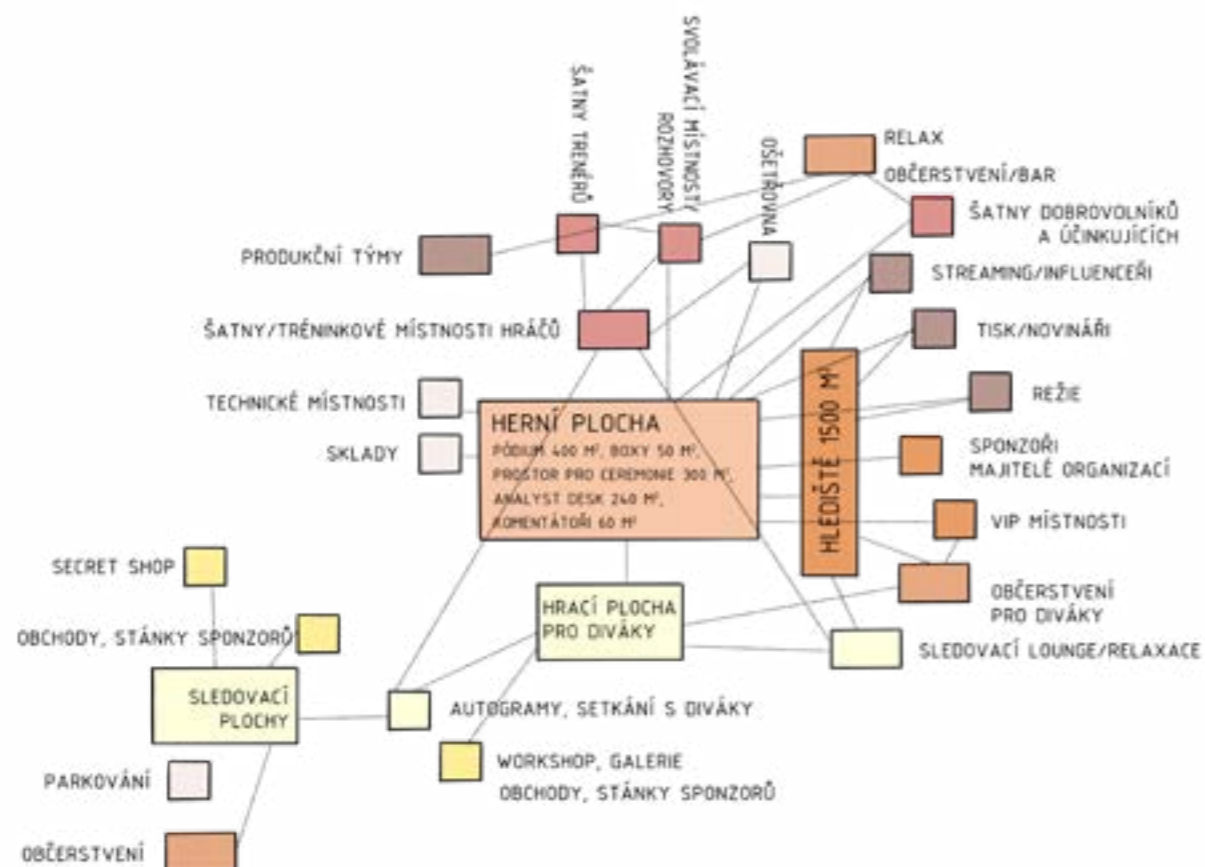 ŠATNY TRENÉRŮ
SVOLÁVACÍ MÍSTNOST/
ROZHOVORY
OŠETŘOVNA
RELAX
OBČERSTVENÍ/BAR
ŠATNY DOBROVOLNÍKŮ
A ÚČINKUJÍCÍCH
PRODUKČNÍ TÝMY
STREAMING/INFLUENCEŘI
ŠATNY/TRÉNINKOVÉ MÍSTNOSTI HRÁČŮ
TISK/NOVINÁŘI
TECHNICKÉ MÍSTNOSTI
REŽIE
SKLADY
HERNÍ PLOCHA
PÓDIUM 400 M², BOXY 50 M²,
PROSTOR PRO CEREMONIE 300 M²,
ANALYST DESK 240 M²,
KOMENTÁTOŘI 60 M²
HLEDIŠTĚ 1500 M²
SPONZOŘI
MAJITELÉ ORGANIZACÍ
VIP MÍSTNOSTI
SECRET SHOP
OBČERSTVENÍ
PRO DIVÁKY
HRACÍ PLOCHA
PRO DIVÁKY
OBCHODY, STÁNKY SPONZORŮ
SLEDOVACÍ LOUNGE/RELAXACE
SLEDOVACÍ
PLOCHY
AUTOGRAMY, SETKÁNÍ S DIVÁKY
PARKOVÁNÍ
WORKSHOP, GALERIE
OBCHODY, STÁNKY SPONZORŮ
OBČERSTVENÍ